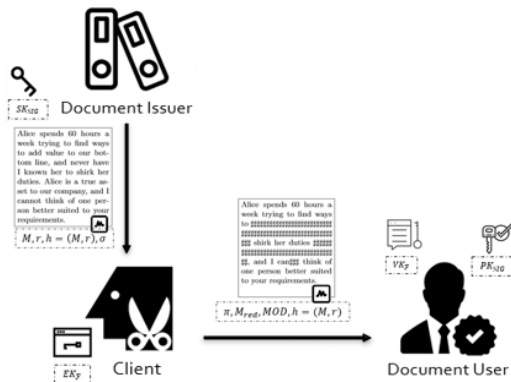 SK_SIG
Document Issuer
Alice spends 60 hours a
week trying to find ways
to add value to our bot-
tom line, and never have
I known her to shirk her
duties. Alice is a true as-
set to our company, and I
cannot think of one per-
son better suited to your
requirements.
M, r, h = (M, r), σ
EK_F
Client
Alice spends 60 hours a
week trying to find ways
to
shirk her duties
, and I can think of
one person better suited
to your requirements.
π, M_red, MOD, h = (M, r)
VK_F
PK_SIG
Document User